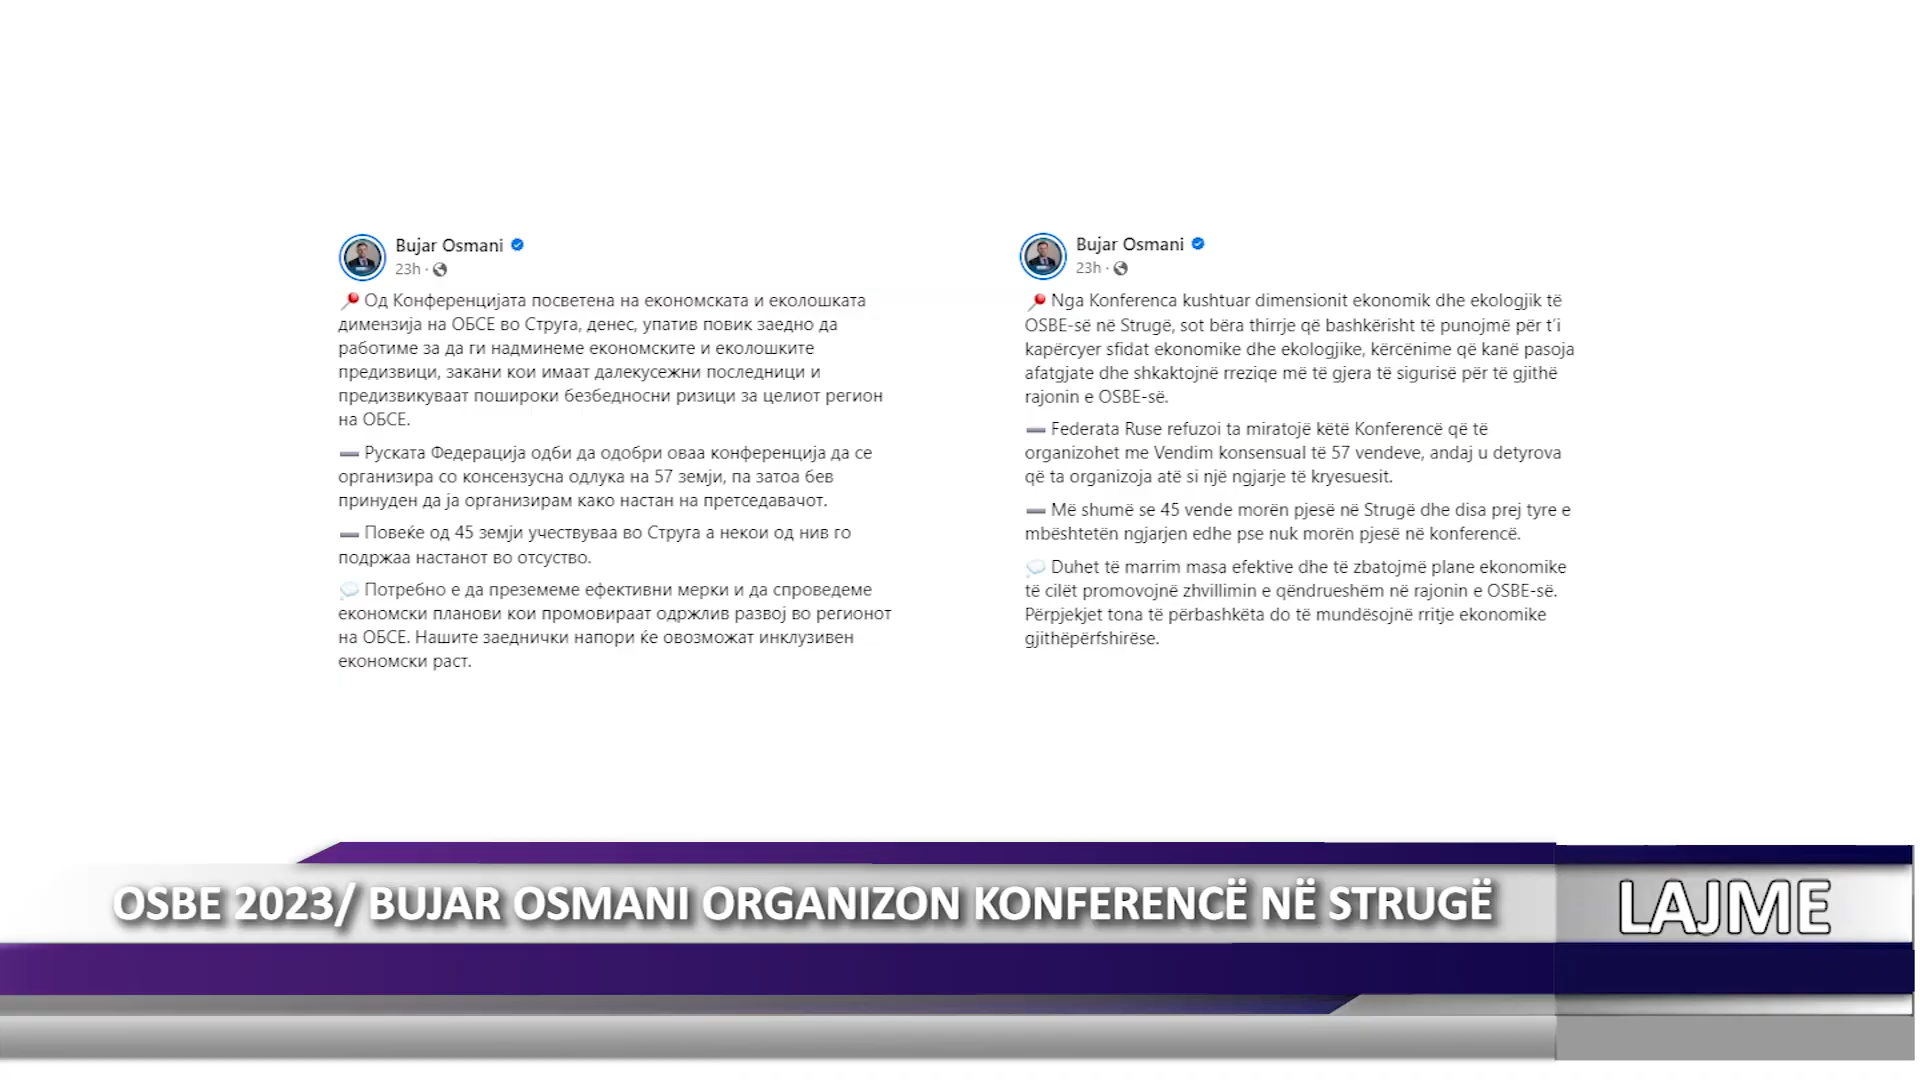 Bujar Osmani
23h ·
Од Конференцијата посветена на економската и еколошката
димензија на ОБСЕ во Струга, денес, упатив повик заедно да
работиме за да ги надминеме економските и еколошките
предизвици, закани кои имаат далекусежни последници и
предизвикуваат пошироки безбедносни ризици за целиот регион
на ОБСЕ.
➖ Руската Федерација одби да одобри оваа конференција да се
организира со консензусна одлука на 57 земји, па затоа бев
принуден да ја организирам како настан на претседавачот.
➖ Повеќе од 45 земји учествуваа во Струга а некои од нив го
подржаа настанот во отсуство.
Потребно е да преземеме ефективни мерки и да спроведеме
економски планови кои промовираат одржлив развој во регионот
на ОБСЕ. Нашите заеднички напори ќе овозможат инклузивен
економски раст.
Bujar Osmani
23h ·
Nga Konferenca kushtuar dimensionit ekonomik dhe ekologjik të
OSBE-së në Strugë, sot bëra thirrje që bashkërisht të punojmë për t’i
kapërcyer sfidat ekonomike dhe ekologjike, kërcënime që kanë pasoja
afatgjate dhe shkaktojnë rreziqe më të gjera të sigurisë për të gjithë
rajonin e OSBE-së.
➖ Federata Ruse refuzoi ta miratojë këtë Konferencë që të
organizohet me Vendim konsensual të 57 vendeve, andaj u detyrova
që ta organizoja atë si një ngjarje të kryesuesit.
➖ Më shumë se 45 vende morën pjesë në Strugë dhe disa prej tyre e
mbështetën ngjarjen edhe pse nuk morën pjesë në konferencë.
Duhet të marrim masa efektive dhe të zbatojmë plane ekonomike
të cilët promovojnë zhvillimin e qëndrueshëm në rajonin e OSBE-së.
Përpjekjet tona të përbashkëta do të mundësojnë rritje ekonomike
gjithëpërfshirëse.
OSBE 2023/ BUJAR OSMANI ORGANIZON KONFERENCË NË STRUGË
LAJME